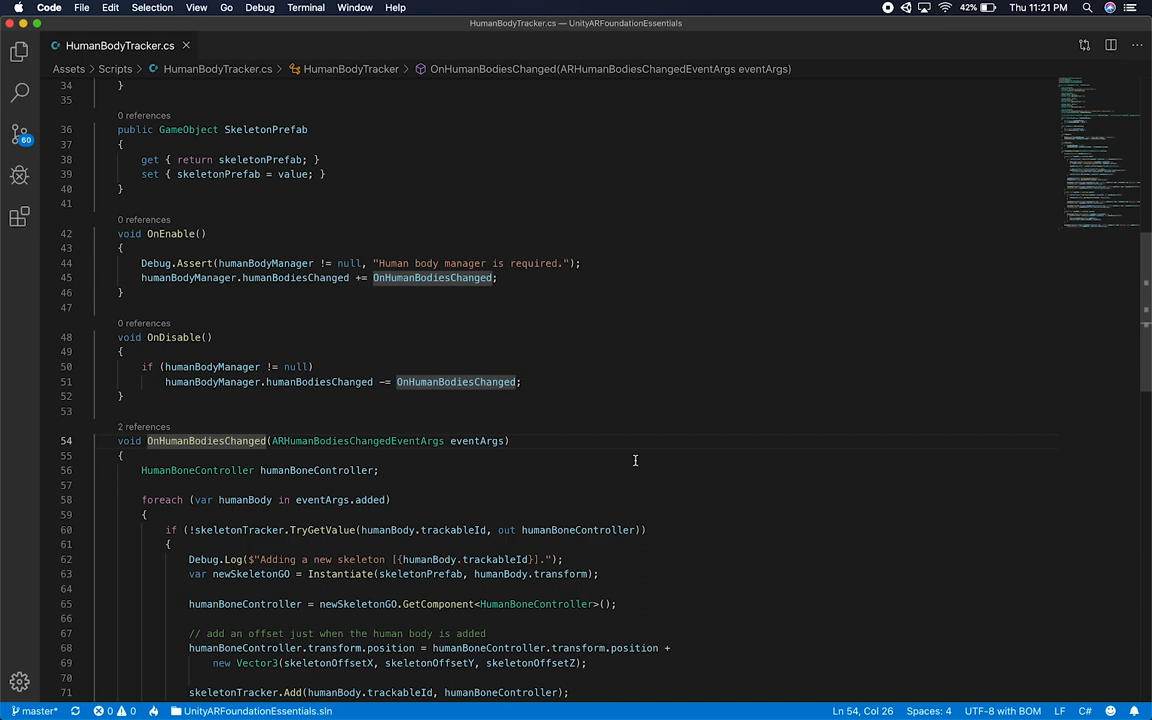 Code File Edit Selection View Go Debug Terminal Window Help 42% Thu 11:21 PM
HumanBodyTracker.cs — UnityARFoundationEssentials
HumanBodyTracker.cs
Assets > Scripts > HumanBodyTracker.cs > HumanBodyTracker > OnHumanBodiesChanged(ARHumanBodiesChangedEventArgs eventArgs)
34 }
35
0 references
36 public GameObject SkeletonPrefab
37 {
38 get { return skeletonPrefab; }
39 set { skeletonPrefab = value; }
40 }
41
0 references
42 void OnEnable()
43 {
44 Debug.Assert(humanBodyManager != null, "Human body manager is required.");
45 humanBodyManager.humanBodiesChanged += OnHumanBodiesChanged;
46 }
47
0 references
48 void OnDisable()
49 {
50 if (humanBodyManager != null)
51 humanBodyManager.humanBodiesChanged -= OnHumanBodiesChanged;
52 }
53
2 references
54 void OnHumanBodiesChanged(ARHumanBodiesChangedEventArgs eventArgs)
55 {
56 HumanBoneController humanBoneController;
57
58 foreach (var humanBody in eventArgs.added)
59 {
60 if (!skeletonTracker.TryGetValue(humanBody.trackableId, out humanBoneController))
61 {
62 Debug.Log($"Adding a new skeleton [{humanBody.trackableId}].");
63 var newSkeletonGO = Instantiate(skeletonPrefab, humanBody.transform);
64
65 humanBoneController = newSkeletonGO.GetComponent<HumanBoneController>();
66
67 // add an offset just when the human body is added
68 humanBoneController.transform.position = humanBoneController.transform.position +
69 new Vector3(skeletonOffsetX, skeletonOffsetY, skeletonOffsetZ);
70
71 skeletonTracker.Add(humanBody.trackableId, humanBoneController);
60
master* 0 0 UnityARFoundationEssentials.sln Ln 54, Col 26 Spaces: 4 UTF-8 with BOM LF C#